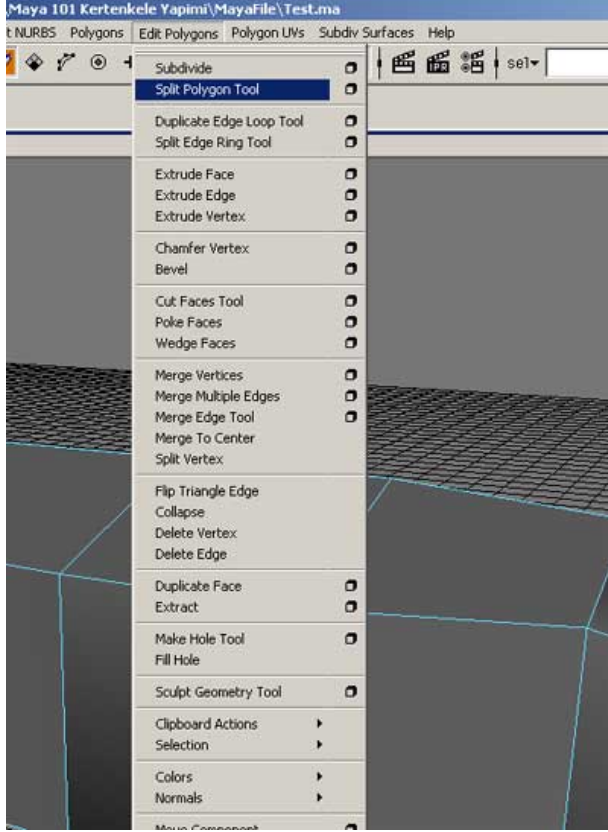 \Maya 101 Kertenkele Yapimi\MayaFile\Test.ma
t NURBS Polygons Edit Polygons Polygon UVs Subdiv Surfaces Help
IPR sel
Subdivide
Split Polygon Tool
Duplicate Edge Loop Tool
Split Edge Ring Tool
Extrude Face
Extrude Edge
Extrude Vertex
Chamfer Vertex
Bevel
Cut Faces Tool
Poke Faces
Wedge Faces
Merge Vertices
Merge Multiple Edges
Merge Edge Tool
Merge To Center
Split Vertex
Flip Triangle Edge
Collapse
Delete Vertex
Delete Edge
Duplicate Face
Extract
Make Hole Tool
Fill Hole
Sculpt Geometry Tool
Clipboard Actions
Selection
Colors
Normals
Move Component